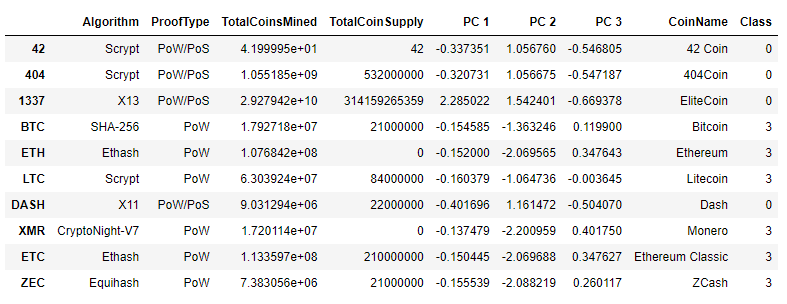 Algorithm ProofType TotalCoinsMined TotalCoinSupply PC 1 PC 2 PC 3 CoinName Class
42 Scrypt PoW/PoS 4.199995e+01 42 -0.337351 1.056760 -0.546805 42 Coin 0
404 Scrypt PoW/PoS 1.055185e+09 532000000 -0.320731 1.056675 -0.547187 404Coin 0
1337 X13 PoW/PoS 2.927942e+10 314159265359 2.285022 1.542401 -0.669378 EliteCoin 0
BTC SHA-256 PoW 1.792718e+07 21000000 -0.154585 -1.363246 0.119900 Bitcoin 3
ETH Ethash PoW 1.076842e+08 0 -0.152000 -2.069565 0.347643 Ethereum 3
LTC Scrypt PoW 6.303924e+07 84000000 -0.160379 -1.064736 -0.003645 Litecoin 3
DASH X11 PoW/PoS 9.031294e+06 22000000 -0.401696 1.161472 -0.504070 Dash 0
XMR CryptoNight-V7 PoW 1.720114e+07 0 -0.137479 -2.200959 0.401750 Monero 3
ETC Ethash PoW 1.133597e+08 210000000 -0.150445 -2.069688 0.347627 Ethereum Classic 3
ZEC Equihash PoW 7.383056e+06 21000000 -0.155539 -2.088219 0.260117 ZCash 3